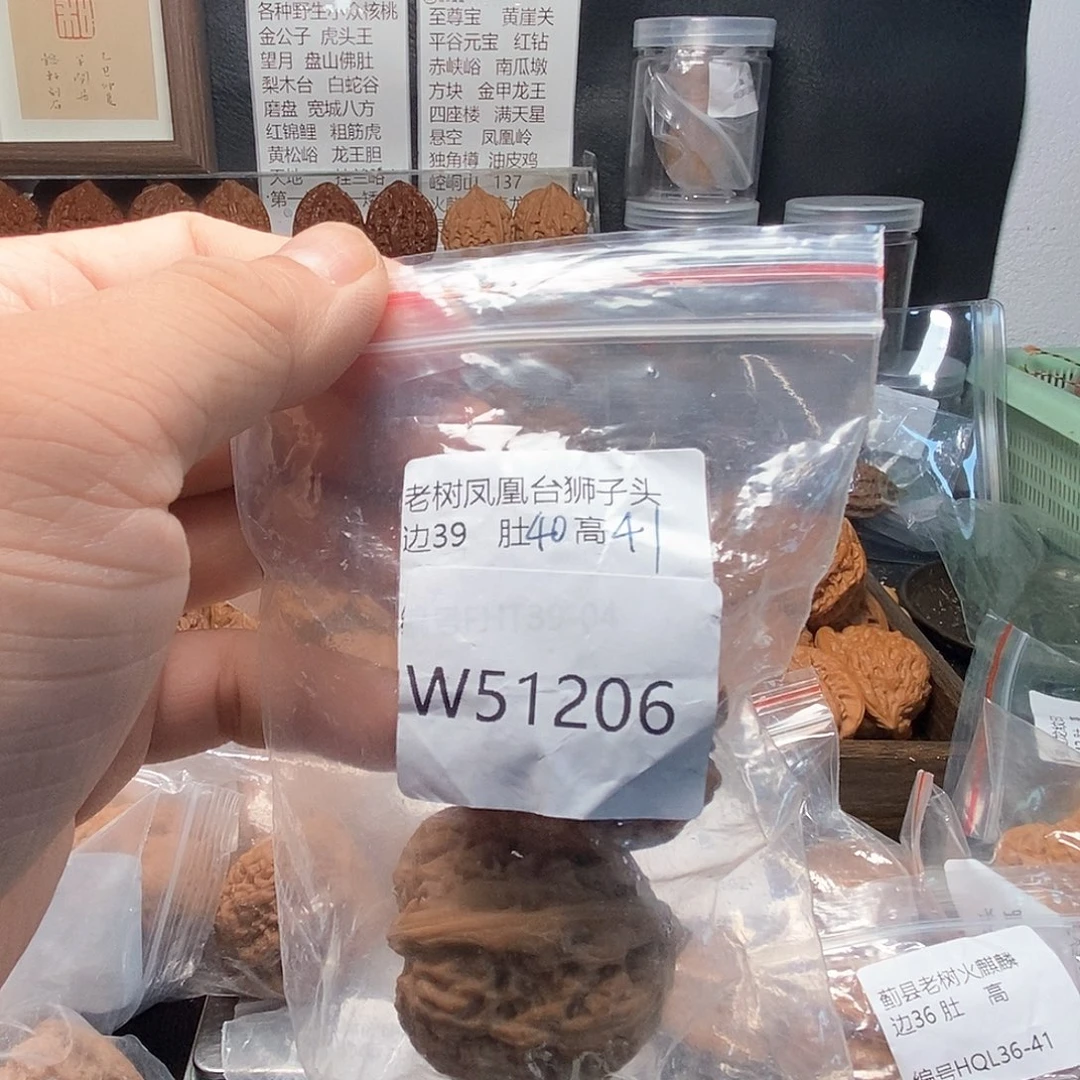 各种野生小众核桃
金公子 虎头王
望月 盘山佛肚
梨木台 白蛇谷
磨盘 宽城八方
红锦鲤 粗筋虎
黄松峪 龙王胆
至尊宝 黄崖关
平谷元宝 红钻
赤峡峪 南瓜墩
方块 金甲龙王
四座楼 满天星
悬空 凤凰岭
独角樽 油皮鸡
崆峒山 137
老树凤凰台狮子头
边39 肚40高41
W51206
蓟县老树火麒麟
边36 肚 高
编号HQL36-41